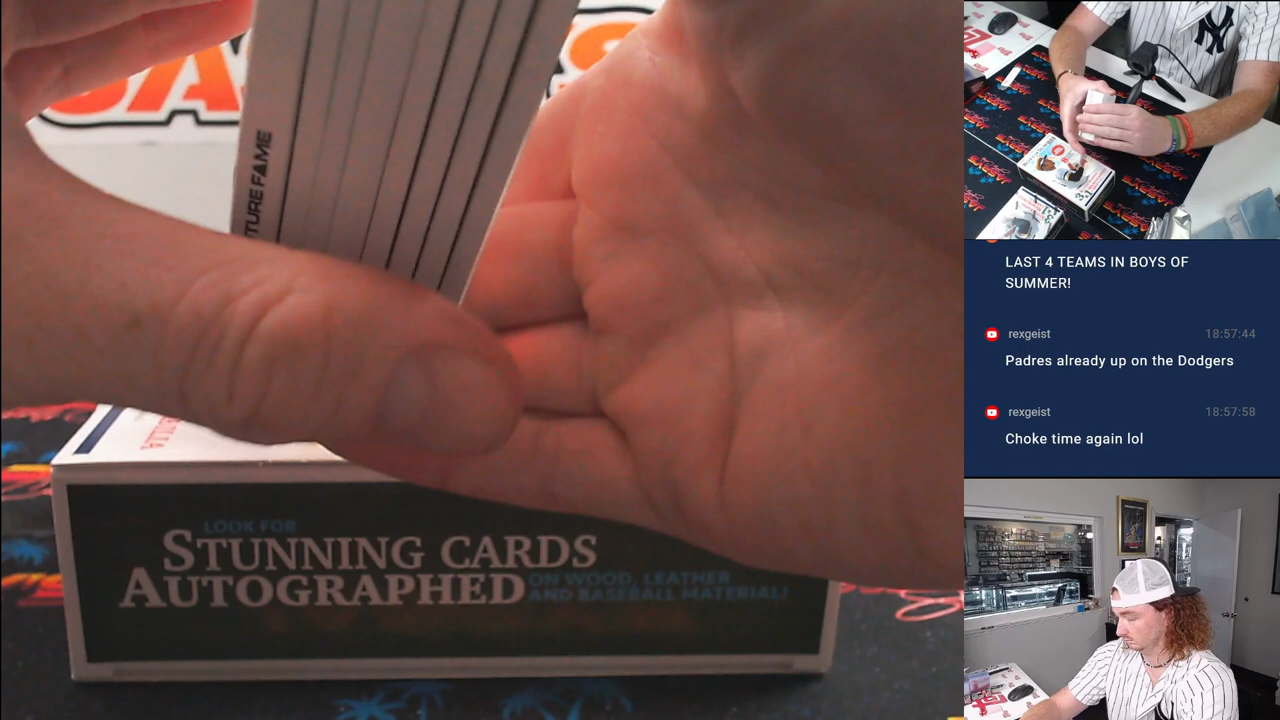 TURE FAME
LOOK FOR
STUNNING CARDS
AUTOGRAPHED ON WOOD, LEATHER
AND BASEBALL MATERIAL!
LAST 4 TEAMS IN BOYS OF
SUMMER!
rexgeist 18:57:44
Padres already up on the Dodgers
rexgeist 18:57:58
Choke time again lol